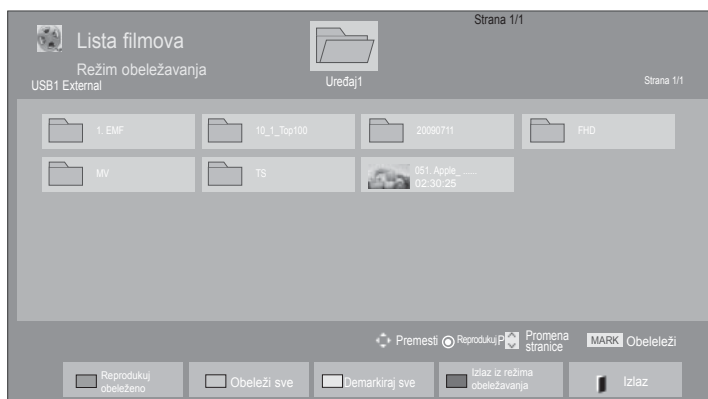 Strana 1/1
Lista filmova
Režim obeležavanja
USB1 External
Uređaj1
Strana 1/1
1. EMF
10_1_Top100
20090711
FHD
MV
TS
051. Apple_ ......
02:30:25
Premesti
Reprodukuj
P
Promena
stranice
MARK
Obeleleži
Reprodukuj
obeleženo
Obeleži sve
Demarkiraj sve
Izlaz iz režima
obeležavanja
Izlaz